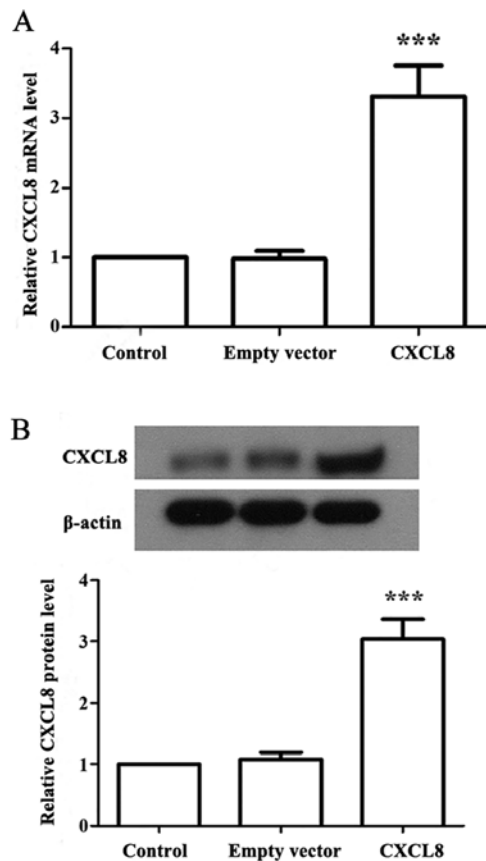 A
Relative CXCL8 mRNA level
4
3
2
1
0
***
Control Empty vector CXCL8
B
CXCL8
β-actin
Relative CXCL8 protein level
4
3
2
1
0
***
Control Empty vector CXCL8